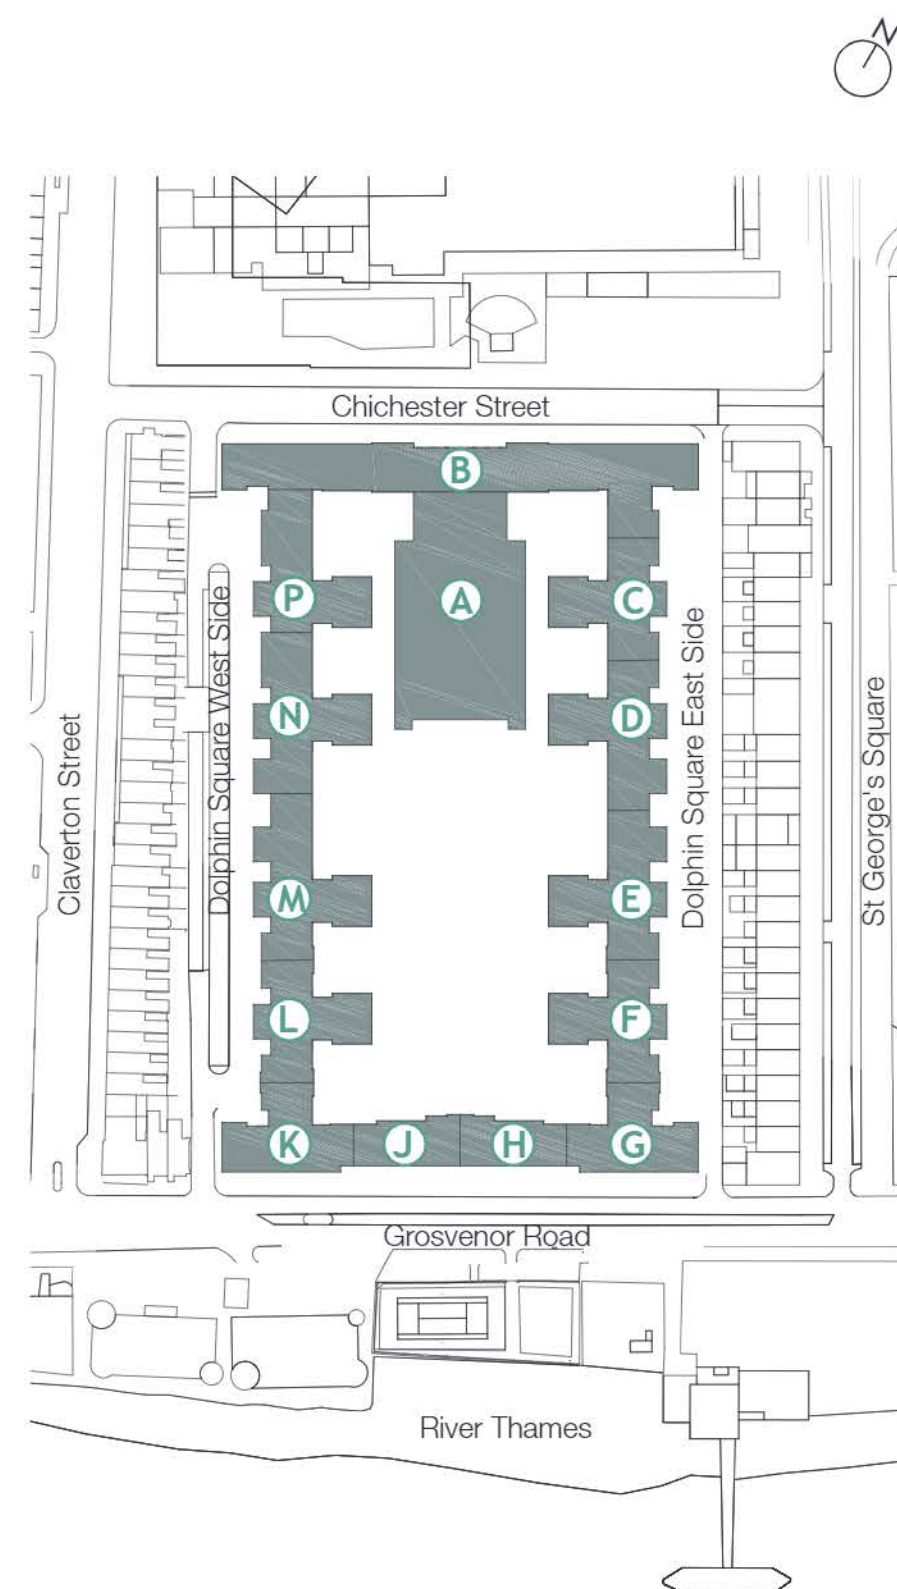 N
Chichester Street
B
P
A
C
N
D
Dolphin Square West Side
Dolphin Square East Side
Claverton Street
St George's Square
M
E
L
F
K
J
H
G
Grosvenor Road
River Thames